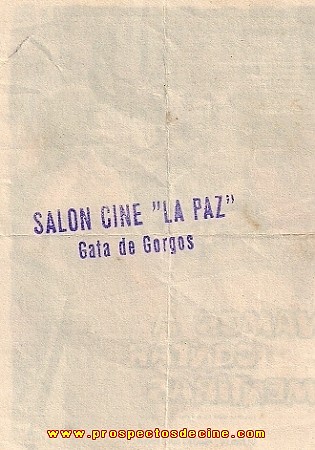 SALON CINE "LA PAZ"
Gata de Gorgos
www.prospectosdecine.com